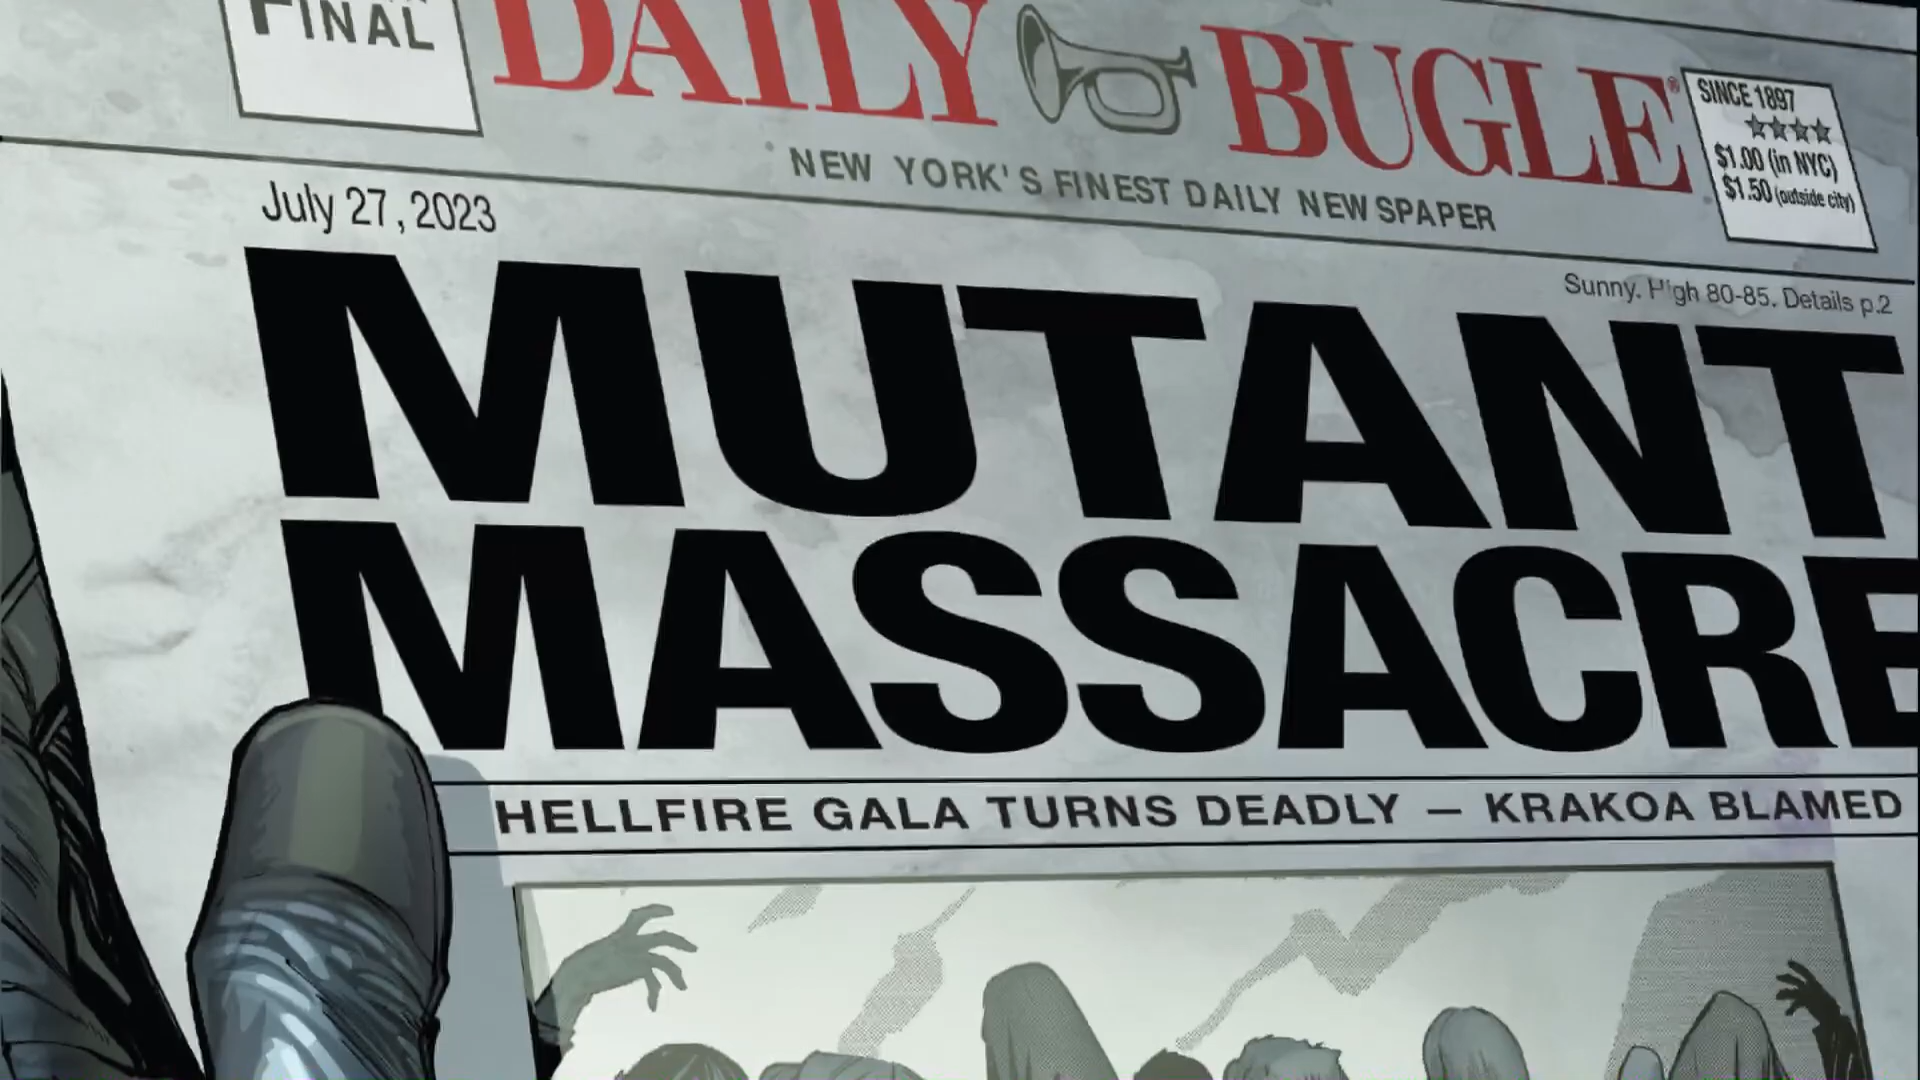 FINAL
DAILY BUGLE®
SINCE 1897
$1.00 (in NYC)
$1.50 (outside city)
NEW YORK'S FINEST DAILY NEWSPAPER
July 27, 2023
Sunny. High 80-85. Details p.2
MUTANT
MASSACRE
HELLFIRE GALA TURNS DEADLY — KRAKOA BLAMED